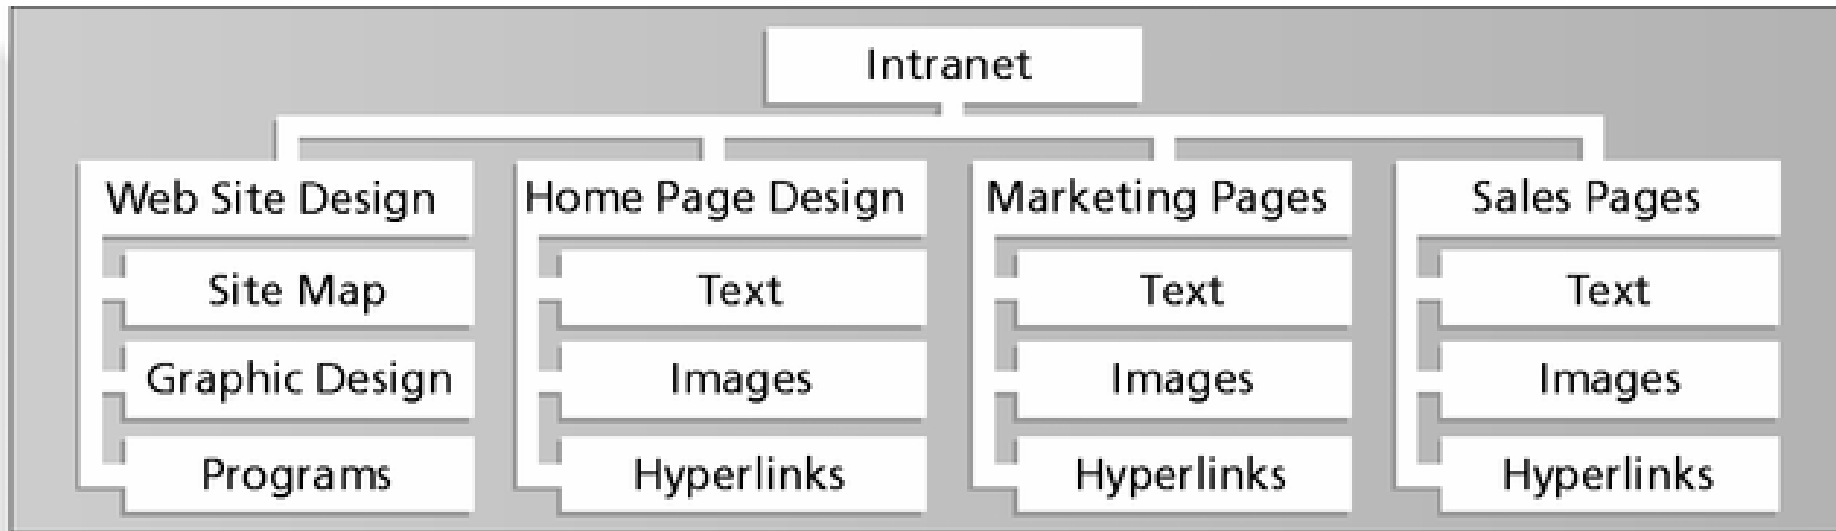 Intranet
Web Site Design
Site Map
Graphic Design
Programs
Home Page Design
Text
Images
Hyperlinks
Marketing Pages
Text
Images
Hyperlinks
Sales Pages
Text
Images
Hyperlinks